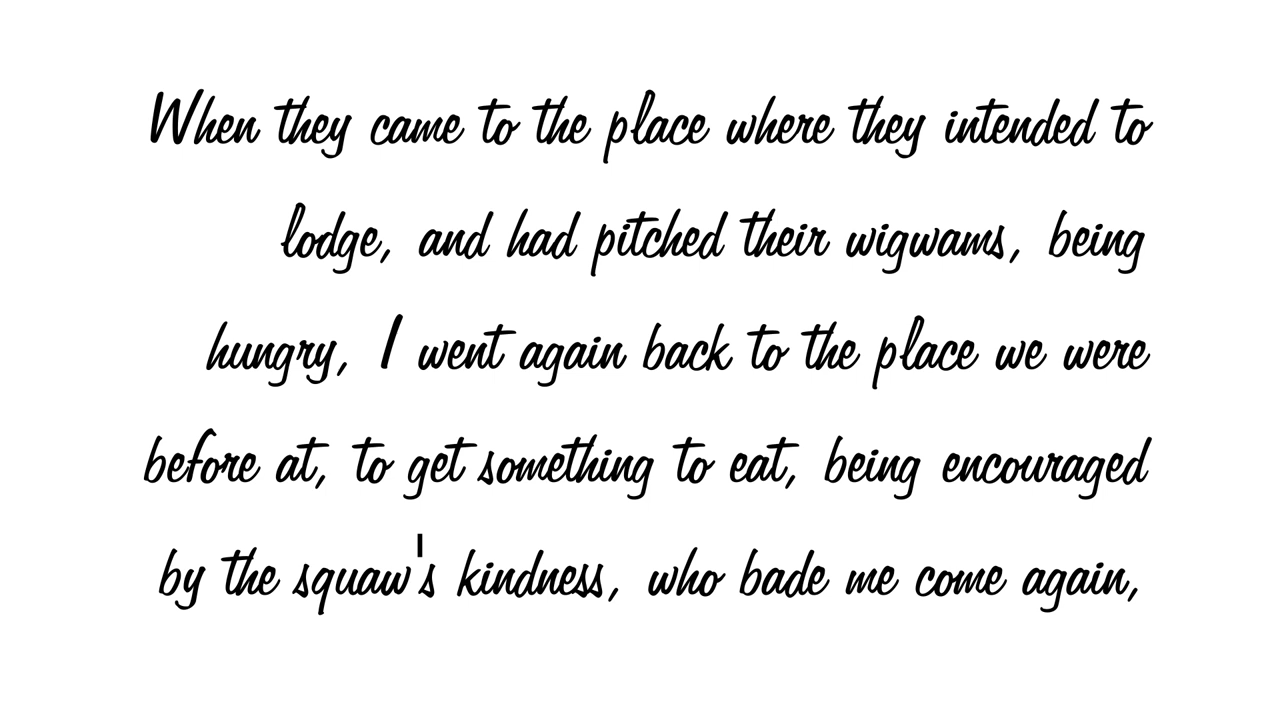 When they came to the place where they intended to
lodge, and had pitched their wigwams, being
hungry, I went again back to the place we were
before at, to get something to eat, being encouraged
by the squaw's kindness, who bade me come again,